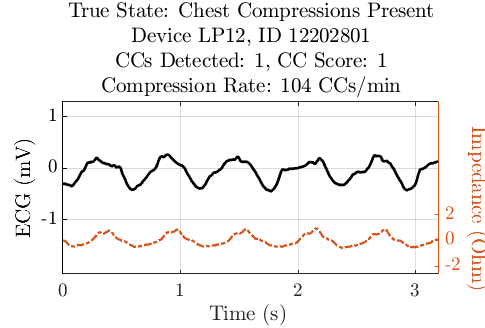 True State: Chest Compressions Present
Device LP12, ID 12202801
CCs Detected: 1, CC Score: 1
Compression Rate: 104 CCs/min
1
0
-1
ECG (mV)
2
0
-2
Impedance (Ohm)
0
1
2
3
Time (s)